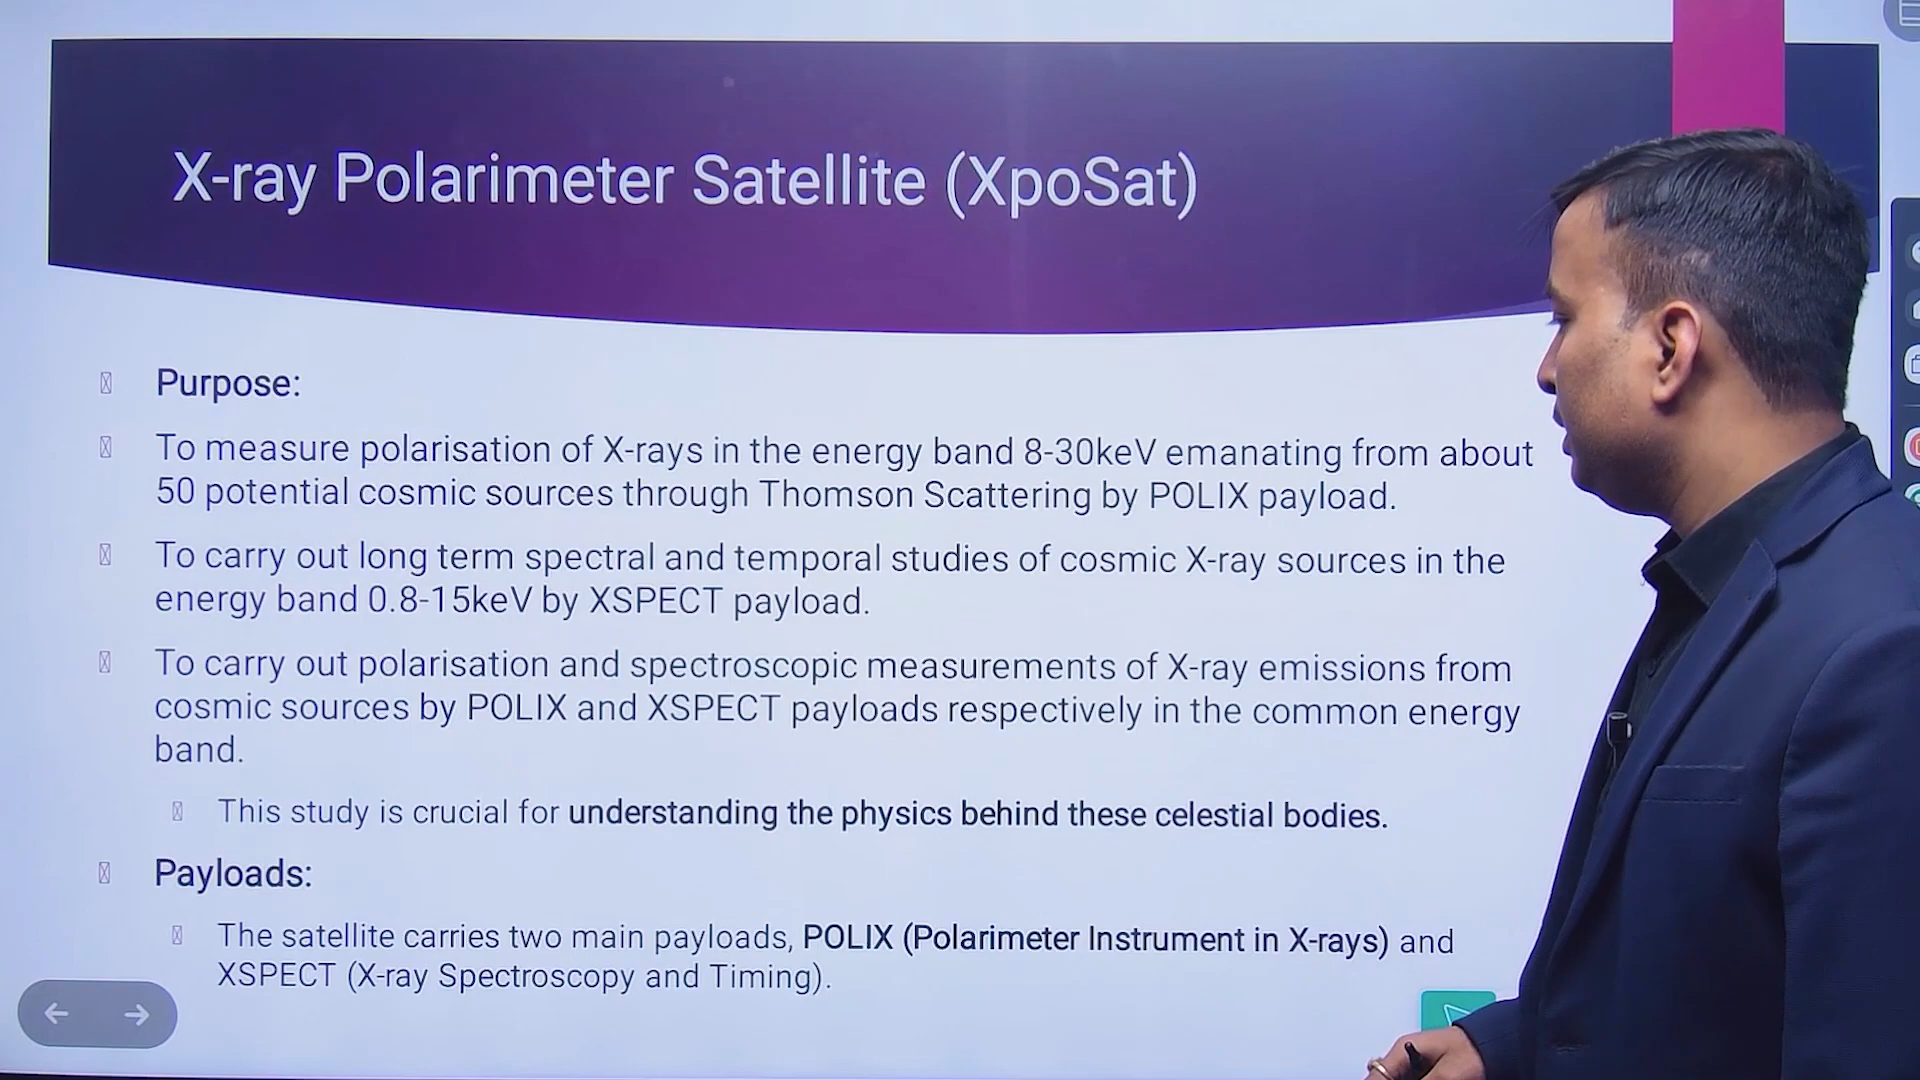 X-ray Polarimeter Satellite (XpoSat)
Purpose:
To measure polarisation of X-rays in the energy band 8-30keV emanating from about
50 potential cosmic sources through Thomson Scattering by POLIX payload.
To carry out long term spectral and temporal studies of cosmic X-ray sources in the
energy band 0.8-15keV by XSPECT payload.
To carry out polarisation and spectroscopic measurements of X-ray emissions from
cosmic sources by POLIX and XSPECT payloads respectively in the common energy
band.
This study is crucial for understanding the physics behind these celestial bodies.
Payloads:
The satellite carries two main payloads, POLIX (Polarimeter Instrument in X-rays) and
XSPECT (X-ray Spectroscopy and Timing).